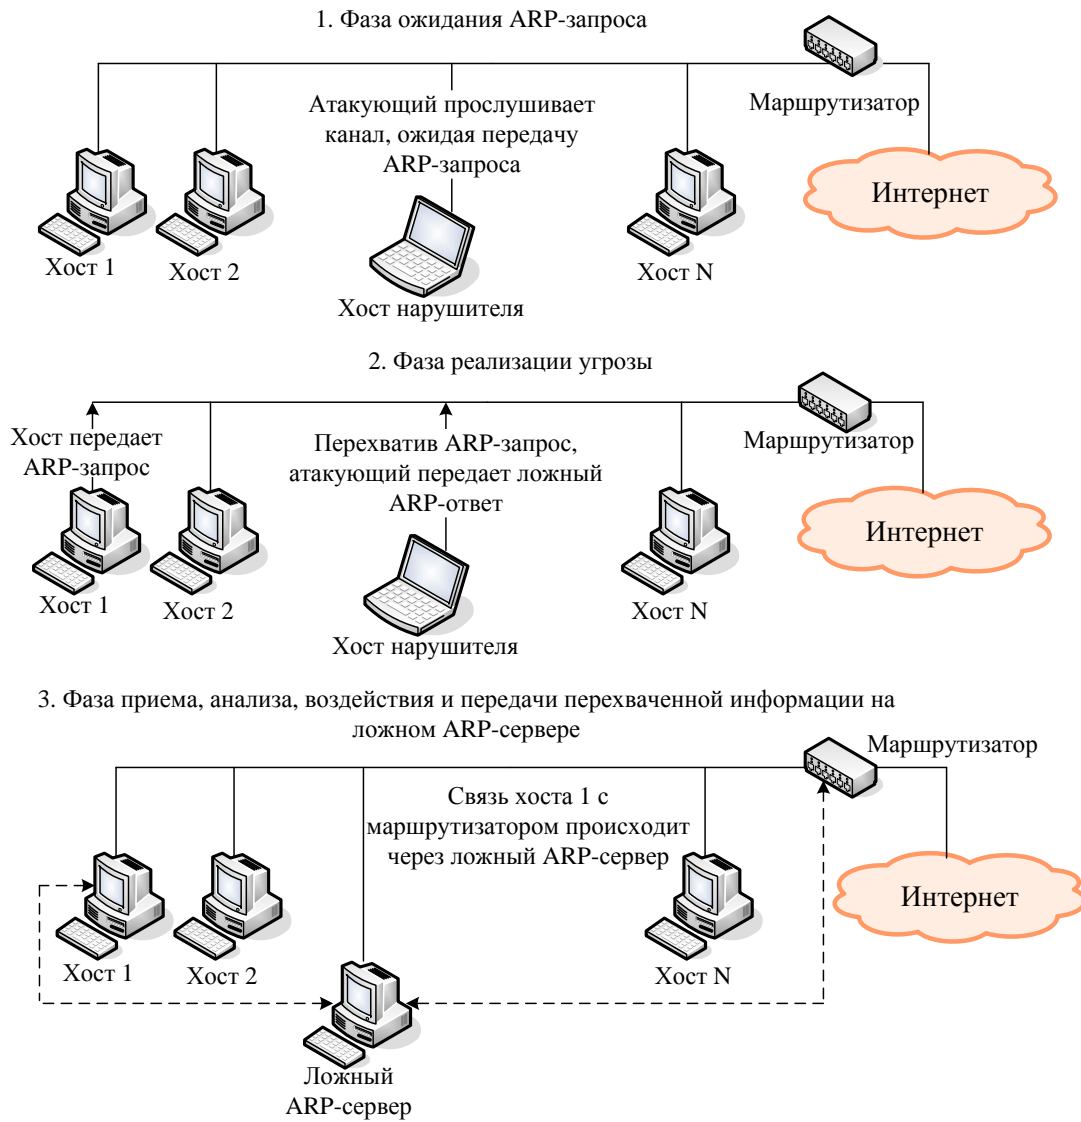 1. Фаза ожидания ARP-запроса
Маршрутизатор
Атакующий прослушивает
канал, ожидая передачу
ARP-запроса
Интернет
Хост 1
Хост 2
Хост N
Хост нарушителя
2. Фаза реализации угрозы
Хост передает
ARP-запрос
Перехватив ARP-запрос,
атакующий передает ложный
ARP-ответ
Маршрутизатор
Интернет
Хост 1
Хост 2
Хост N
Хост нарушителя
3. Фаза приема, анализа, воздействия и передачи перехваченной информации на
ложном ARP-сервере
Маршрутизатор
Связь хоста 1 с
маршрутизатором происходит
через ложный ARP-сервер
Интернет
Хост 1
Хост 2
Хост N
Ложный
ARP-сервер